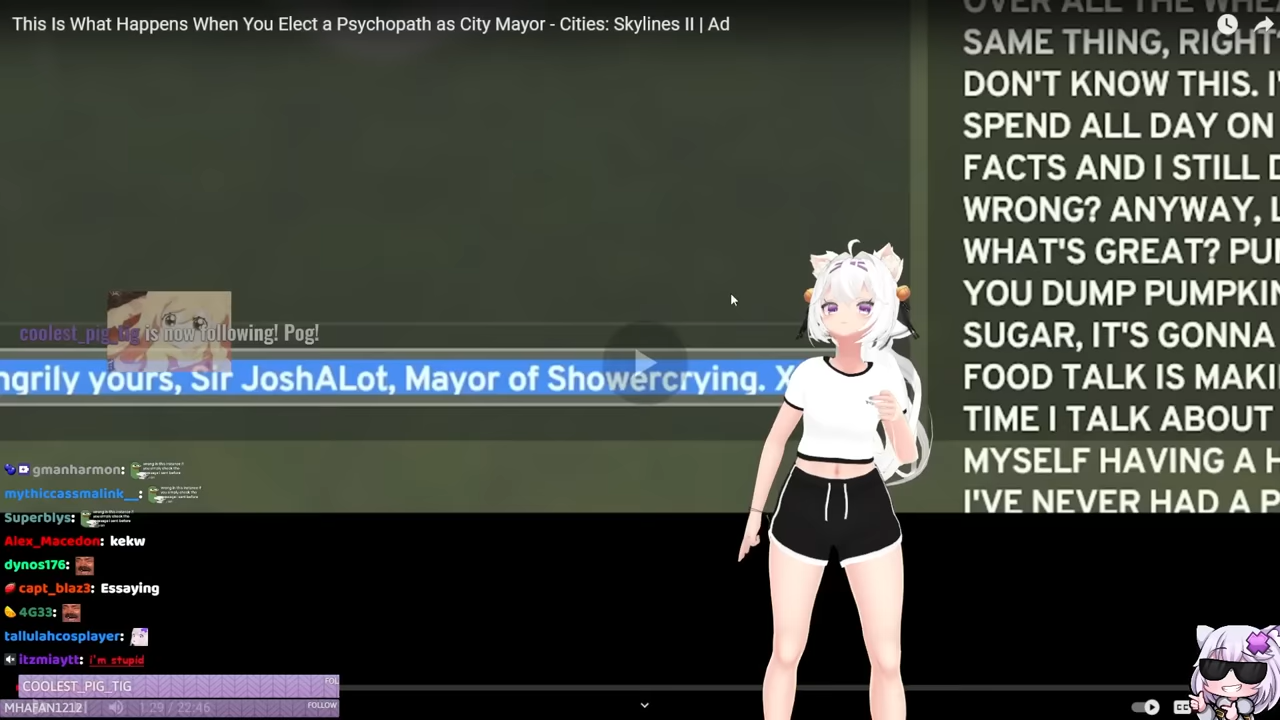 This Is What Happens When You Elect a Psychopath as City Mayor - Cities: Skylines II | Ad
OVER ALL THE WHEA
SAME THING, RIGHT?
DON'T KNOW THIS. I'
SPEND ALL DAY ON
FACTS AND I STILL D
WRONG? ANYWAY, L
WHAT'S GREAT? PU
YOU DUMP PUMPKIN
SUGAR, IT'S GONNA
FOOD TALK IS MAKI
TIME I TALK ABOUT
MYSELF HAVING A H
I'VE NEVER HAD A P
coolest_pig_tig is now following! Pog!
ngrily yours, Sir JoshALot, Mayor of Showercrying. X
gmanharmon:
mythiccassmalink__:
Superblys:
Alex_Macedon: kekw
dynos176:
capt_blaz3: Essaying
4G33:
tallulahcosplayer:
itzmiaytt: i'm stupid
COOLEST_PIG_TIG FOL
MHAFAN1212 1:29 / 22:46 FOLLOW
CC